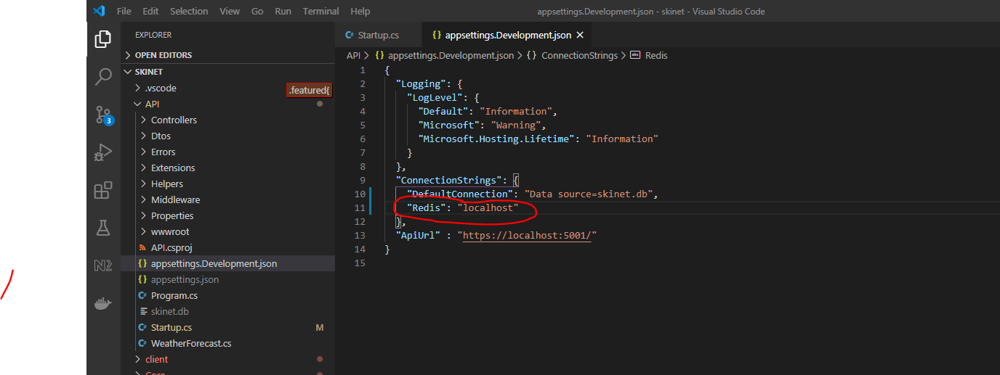 File Edit Selection View Go Run Terminal Help appsettings.Development.json - skinet - Visual Studio Code
EXPLORER
OPEN EDITORS
SKINET
.vscode
.featured{
API
Controllers
Dtos
Errors
Extensions
Helpers
Middleware
Properties
wwwroot
API.csproj
{} appsettings.Development.json
{} appsettings.json
C# Program.cs
skinet.db
C# Startup.cs M
C# WeatherForecast.cs
client
Core
3
N2
C# Startup.cs {} appsettings.Development.json ×
API > {} appsettings.Development.json > {} ConnectionStrings > abc Redis
1 {
2 "Logging": {
3 "LogLevel": {
4 "Default": "Information",
5 "Microsoft": "Warning",
6 "Microsoft.Hosting.Lifetime": "Information"
7 }
8 },
9 "ConnectionStrings": {
10 "DefaultConnection": "Data source=skinet.db",
11 "Redis": "localhost"
12 },
13 "ApiUrl" : "https://localhost:5001/"
14 }
15